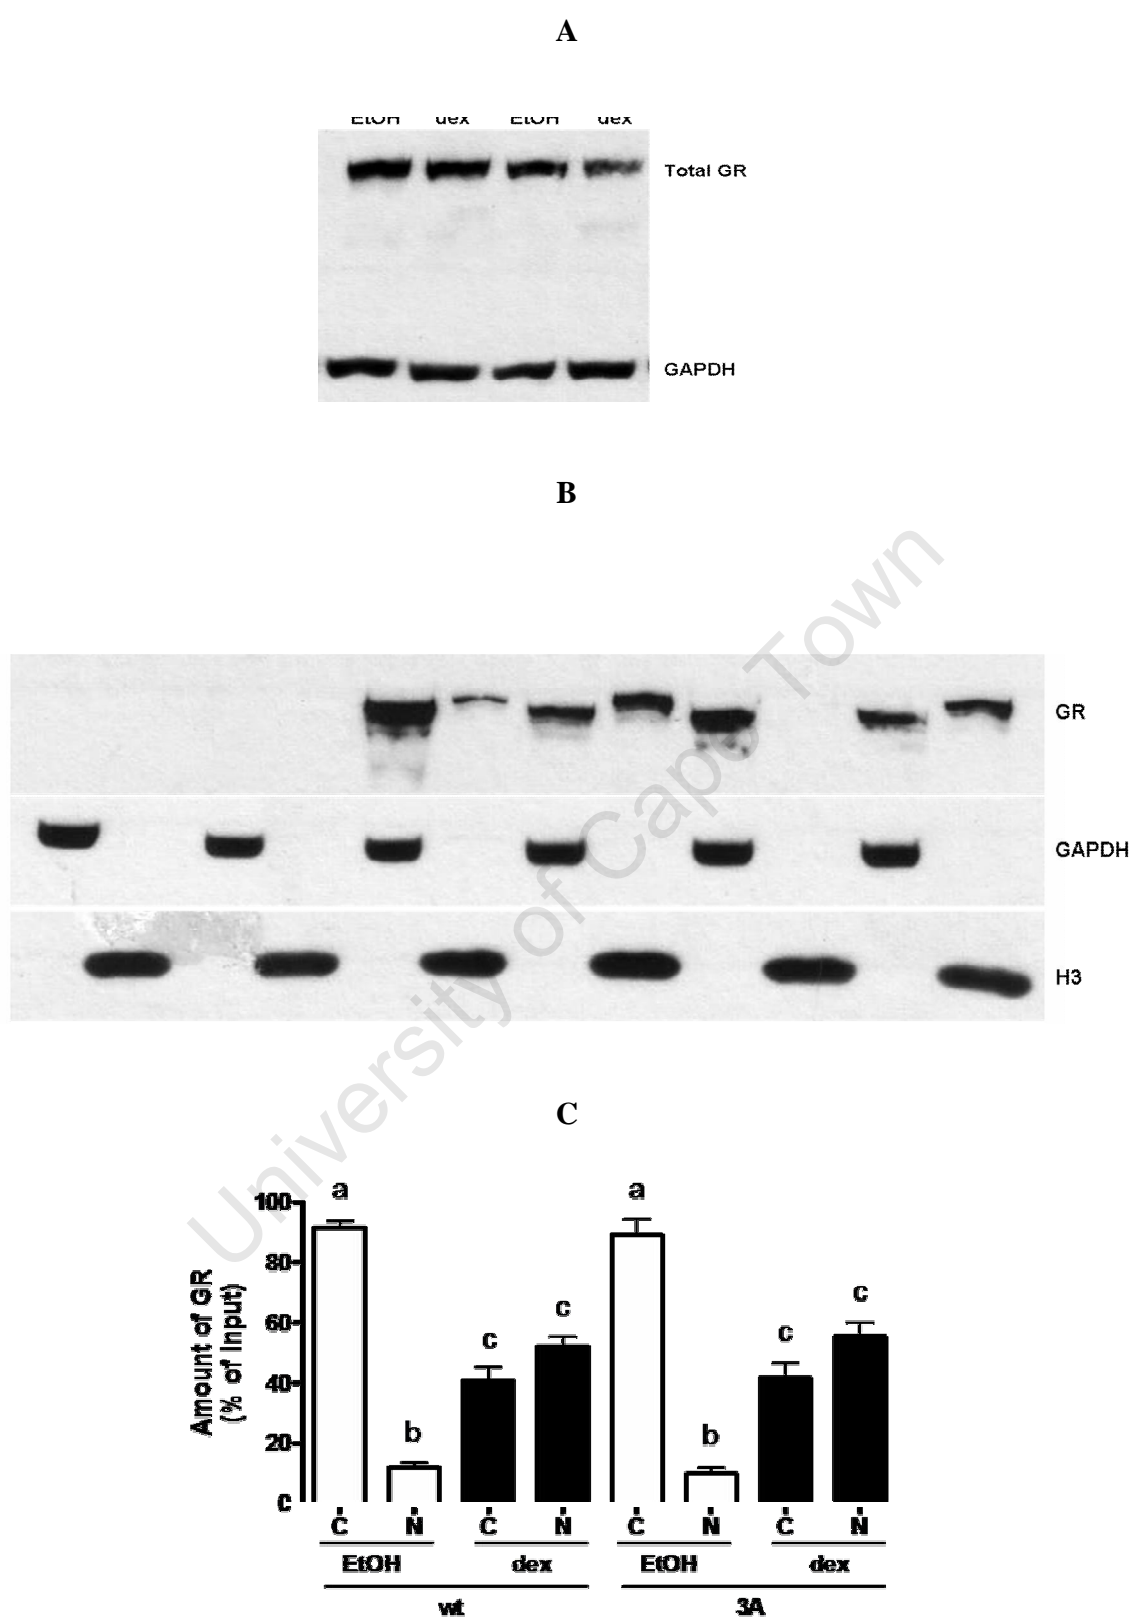 A
EtOH dex EtOH dex
Total GR
GAPDH
B
GR
GAPDH
H3
University of Cape Town
C
a a
100
80
c
60
c c c
40
b b
20
Amount of GR
(% of Input)
C N C N C N C N
EtOH dex EtOH dex
wt 3A